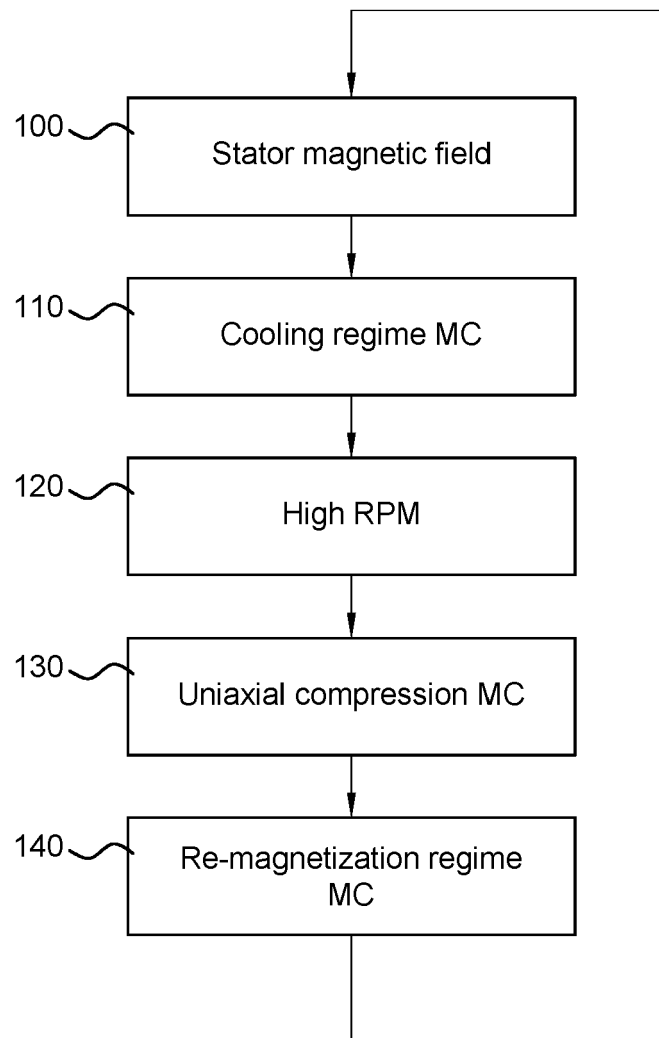 100
Stator magnetic field
110
Cooling regime MC
120
High RPM
130
Uniaxial compression MC
140
Re-magnetization regime
MC